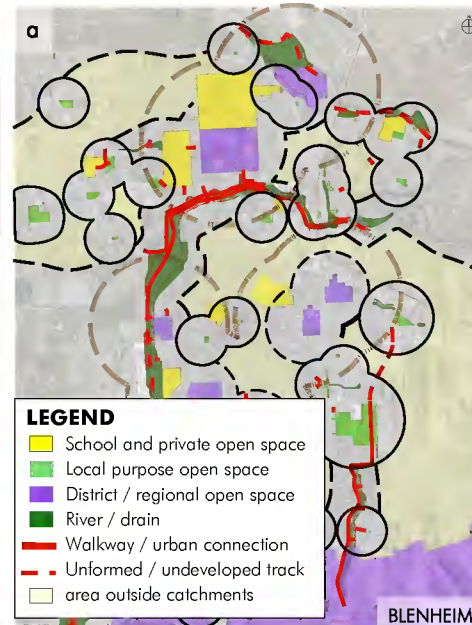 a
LEGEND
School and private open space
Local purpose open space
District / regional open space
River / drain
Walkway / urban connection
Unformed / undeveloped track
area outside catchments
BLENHEIM